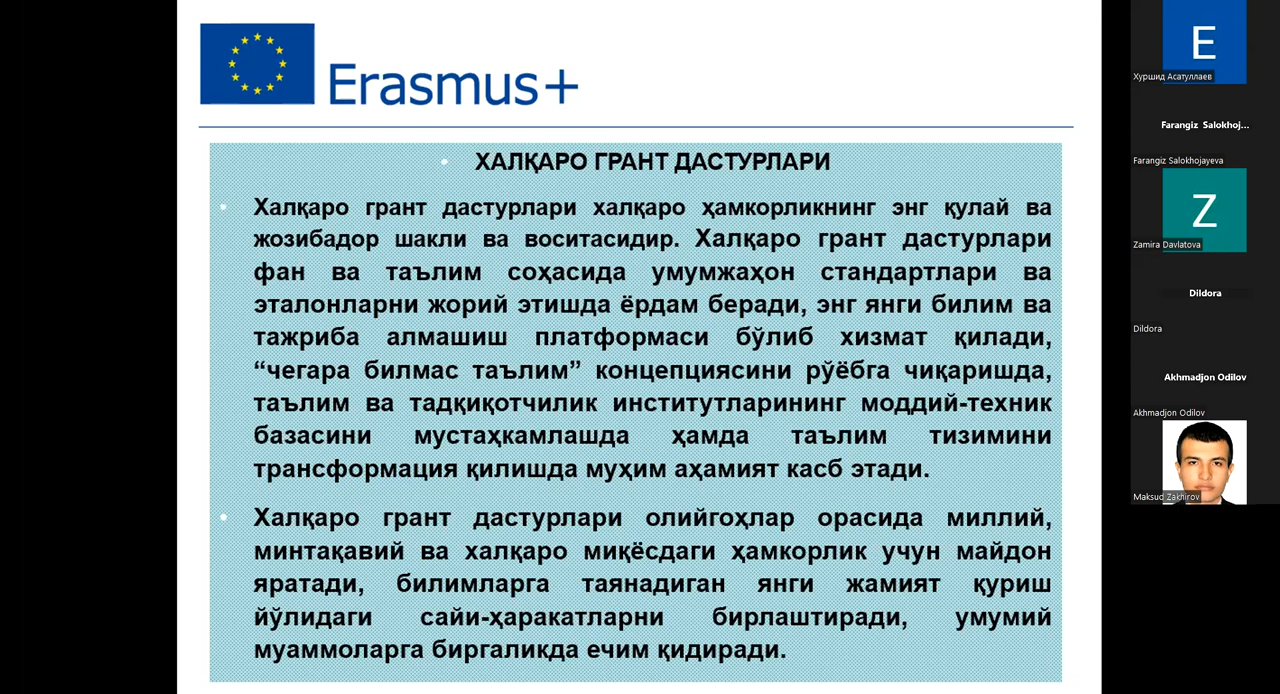 Erasmus+
ХАЛҚАРО ГРАНТ ДАСТУРЛАРИ
Халқаро грант дастурлари халқаро ҳамкорликнинг энг қулай ва
жозибадор шакли ва воситасидир. Халқаро грант дастурлари
фан ва таълим соҳасида умумжаҳон стандартлари ва
эталонларни жорий этишда ёрдам беради, энг янги билим ва
тажриба алмашиш платформаси бўлиб хизмат қилади,
“чегара билмас таълим” концепциясини рўёбга чиқаришда,
таълим ва тадқиқотчилик институтларининг моддий-техник
базасини мустаҳкамлашда ҳамда таълим тизимини
трансформация қилишда муҳим аҳамият касб этади.
Халқаро грант дастурлари олийгоҳлар орасида миллий,
минтақавий ва халқаро миқёсдаги ҳамкорлик учун майдон
яратади, билимларга таянадиган янги жамият қуриш
йўлидаги сайи-ҳаракатларни бирлаштиради, умумий
муаммоларга биргаликда ечим қидиради.
E
Хуршид Асатуллаев
Farangiz Salokhoj...
Farangiz Salokhojayeva
Z
Zamira Davlatova
Dildora
Dildora
Akhmadjon Odilov
Akhmadjon Odilov
Maksud Zakhirov